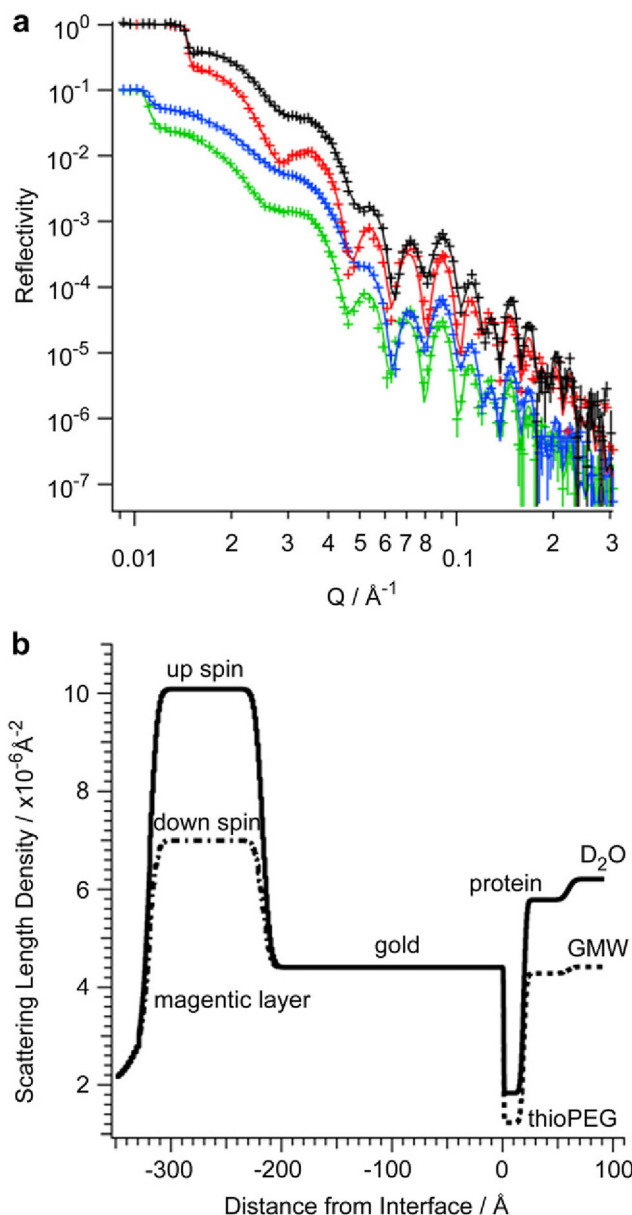 a
10⁰
10⁻¹
10⁻²
10⁻³
10⁻⁴
10⁻⁵
10⁻⁶
10⁻⁷
Reflectivity
0.01 2 3 4 5 6 7 8 0.1 2 3
Q / Å⁻¹
b
up spin
down spin
magentic layer
gold
protein
D₂O
GMW
thioPEG
10
8
6
4
2
Scattering Length Density / x10⁻⁶Å⁻²
-300 -200 -100 0 100
Distance from Interface / Å